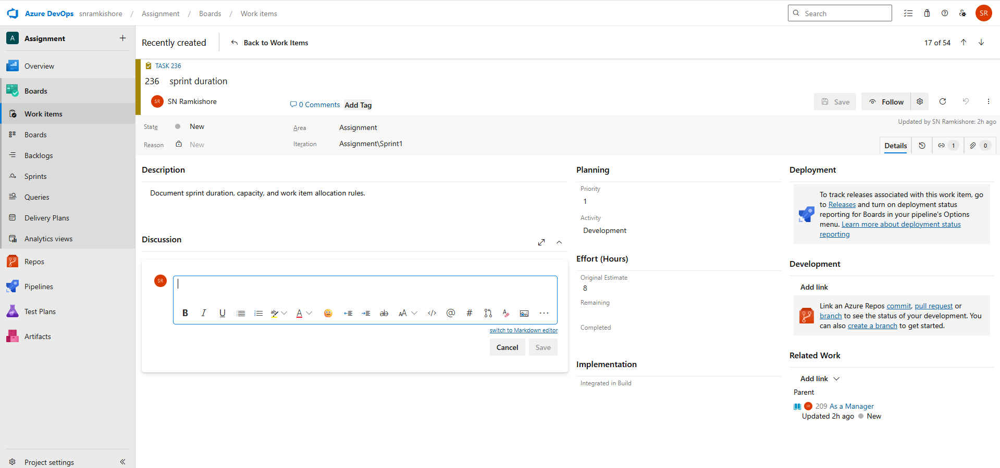 Azure DevOps snramkishore / Assignment / Boards / Work items Search SR
A Assignment
Recently created Back to Work Items 17 of 54
Overview
Boards
Work items
Boards
Backlogs
Sprints
Queries
Delivery Plans
Analytics views
Repos
Pipelines
Test Plans
Artifacts
Project settings
TASK 236
236 sprint duration
SR SN Ramkishore 0 Comments Add Tag Save Follow
Updated by SN Ramkishore: 2h ago
State New Area Assignment
Reason New Iteration Assignment\Sprint1
Details 1 0
Description
Document sprint duration, capacity, and work item allocation rules.
Discussion
SR
B I U ab A ab AA </> @ # A ...
switch to Markdown editor
Cancel Save
Planning
Priority
1
Activity
Development
Effort (Hours)
Original Estimate
8
Remaining
Completed
Implementation
Integrated in Build
Deployment
To track releases associated with this work item, go
to Releases and turn on deployment status
reporting for Boards in your pipeline's Options
menu. Learn more about deployment status
reporting
Development
Add link
Link an Azure Repos commit, pull request or
branch to see the status of your development. You
can also create a branch to get started.
Related Work
Add link
Parent
SR 209 As a Manager
Updated 2h ago New